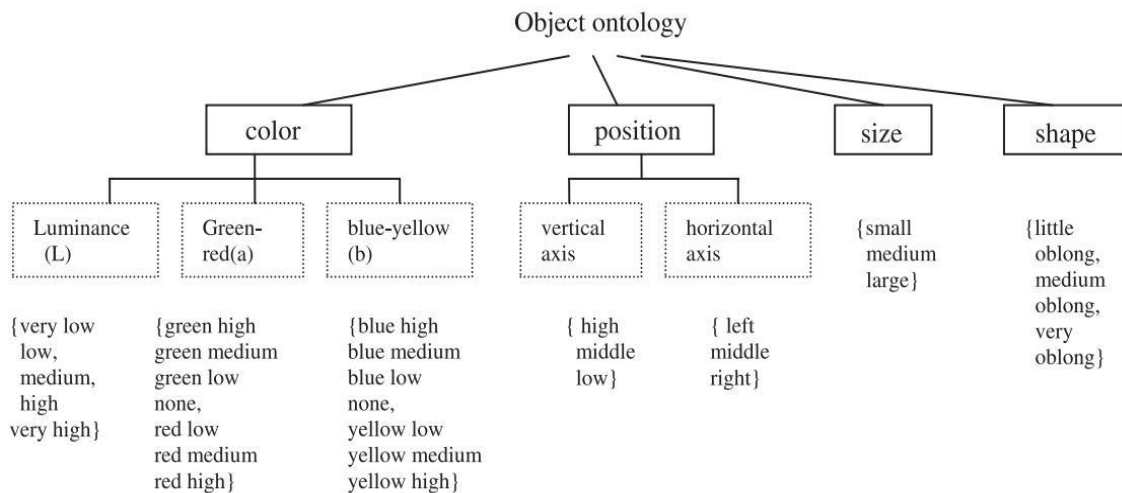 Object ontology
color
position
size
shape
Luminance
(L)
Green-
red(a)
blue-yellow
(b)
vertical
axis
horizontal
axis
{small
medium
large}
{little
oblong,
medium
oblong,
very
oblong}
{very low
low,
medium,
high
very high}
{green high
green medium
green low
none,
red low
red medium
red high}
{blue high
blue medium
blue low
none,
yellow low
yellow medium
yellow high}
{ high
middle
low}
{ left
middle
right}